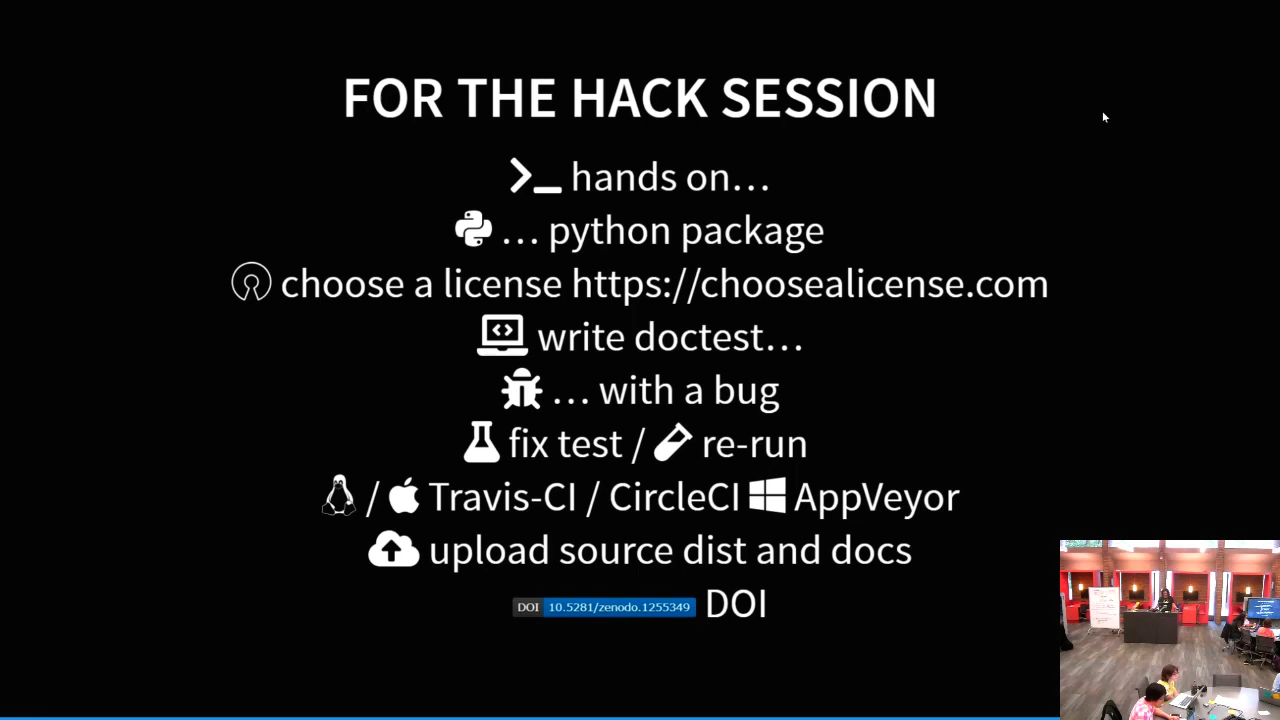 FOR THE HACK SESSION
hands on…
… python package
choose a license https://choosealicense.com
write doctest…
… with a bug
fix test / re-run
/ Travis-CI / CircleCI AppVeyor
upload source dist and docs
DOI 10.5281/zenodo.1255349 DOI